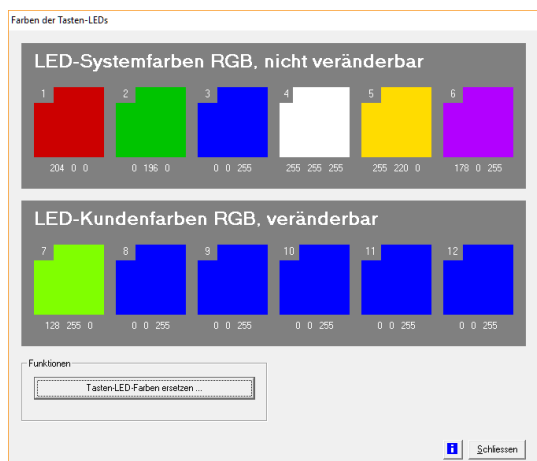 Farben der Tasten-LEDs
LED-Systemfarben RGB, nicht veränderbar
1 2 3 4 5 6
204 0 0 0 196 0 0 0 255 255 255 255 255 220 0 178 0 255
LED-Kundenfarben RGB, veränderbar
7 8 9 10 11 12
128 255 0 0 0 255 0 0 255 0 0 255 0 0 255 0 0 255
Funktionen
Tasten-LED-Farben ersetzen ...
i Schliessen